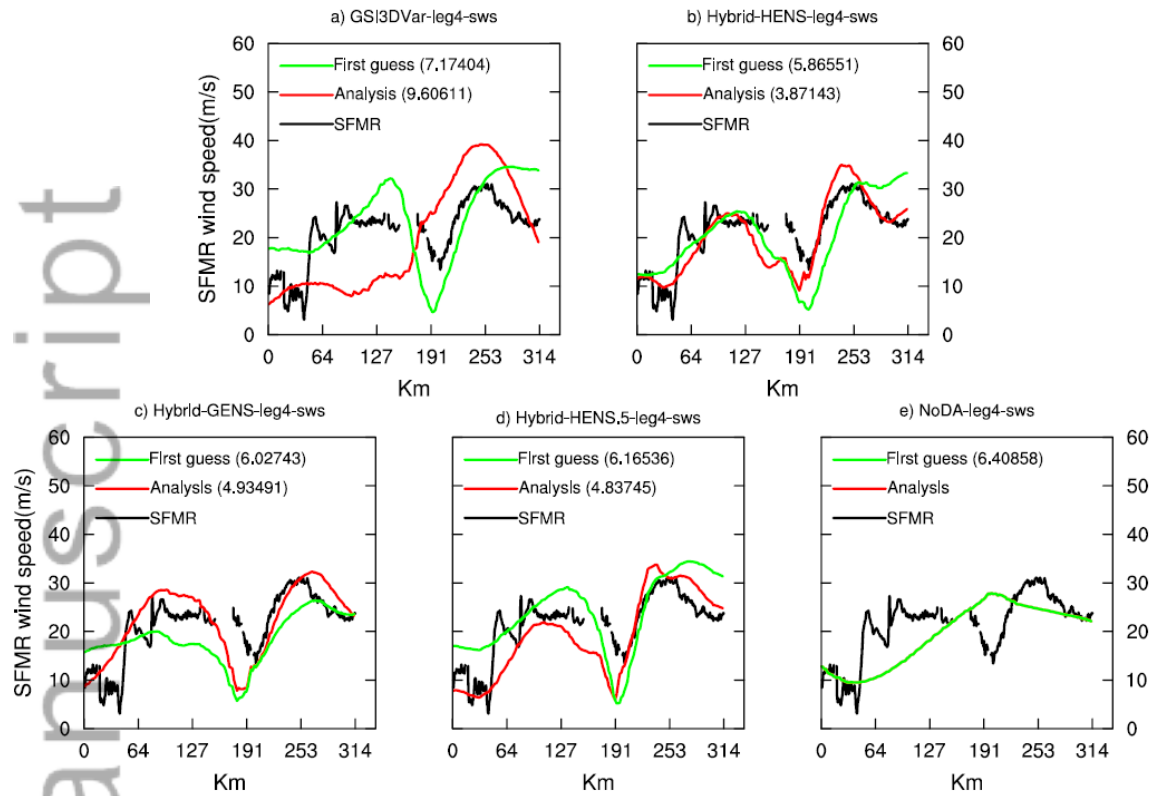 a) GSI3DVar-leg4-sws
b) Hybrid-HENS-leg4-sws
60
50
40
30
20
10
0
SFMR wind speed(m/s)
First guess (7.17404)
Analysis (9.60611)
SFMR
0 64 127 191 253 314
Km
First guess (5.86551)
Analysis (3.87143)
SFMR
60
50
40
30
20
10
0
0 64 127 191 253 314
Km
c) Hybrid-GENS-leg4-sws
d) Hybrid-HENS.5-leg4-sws
e) NoDA-leg4-sws
60
50
40
30
20
10
0
SFMR wind speed(m/s)
First guess (6.02743)
Analysis (4.93491)
SFMR
0 64 127 191 253 314
Km
First guess (6.16536)
Analysis (4.83745)
SFMR
0 64 127 191 253 314
Km
First guess (6.40858)
Analysis
SFMR
60
50
40
30
20
10
0
0 64 127 191 253 314
Km
anuscript